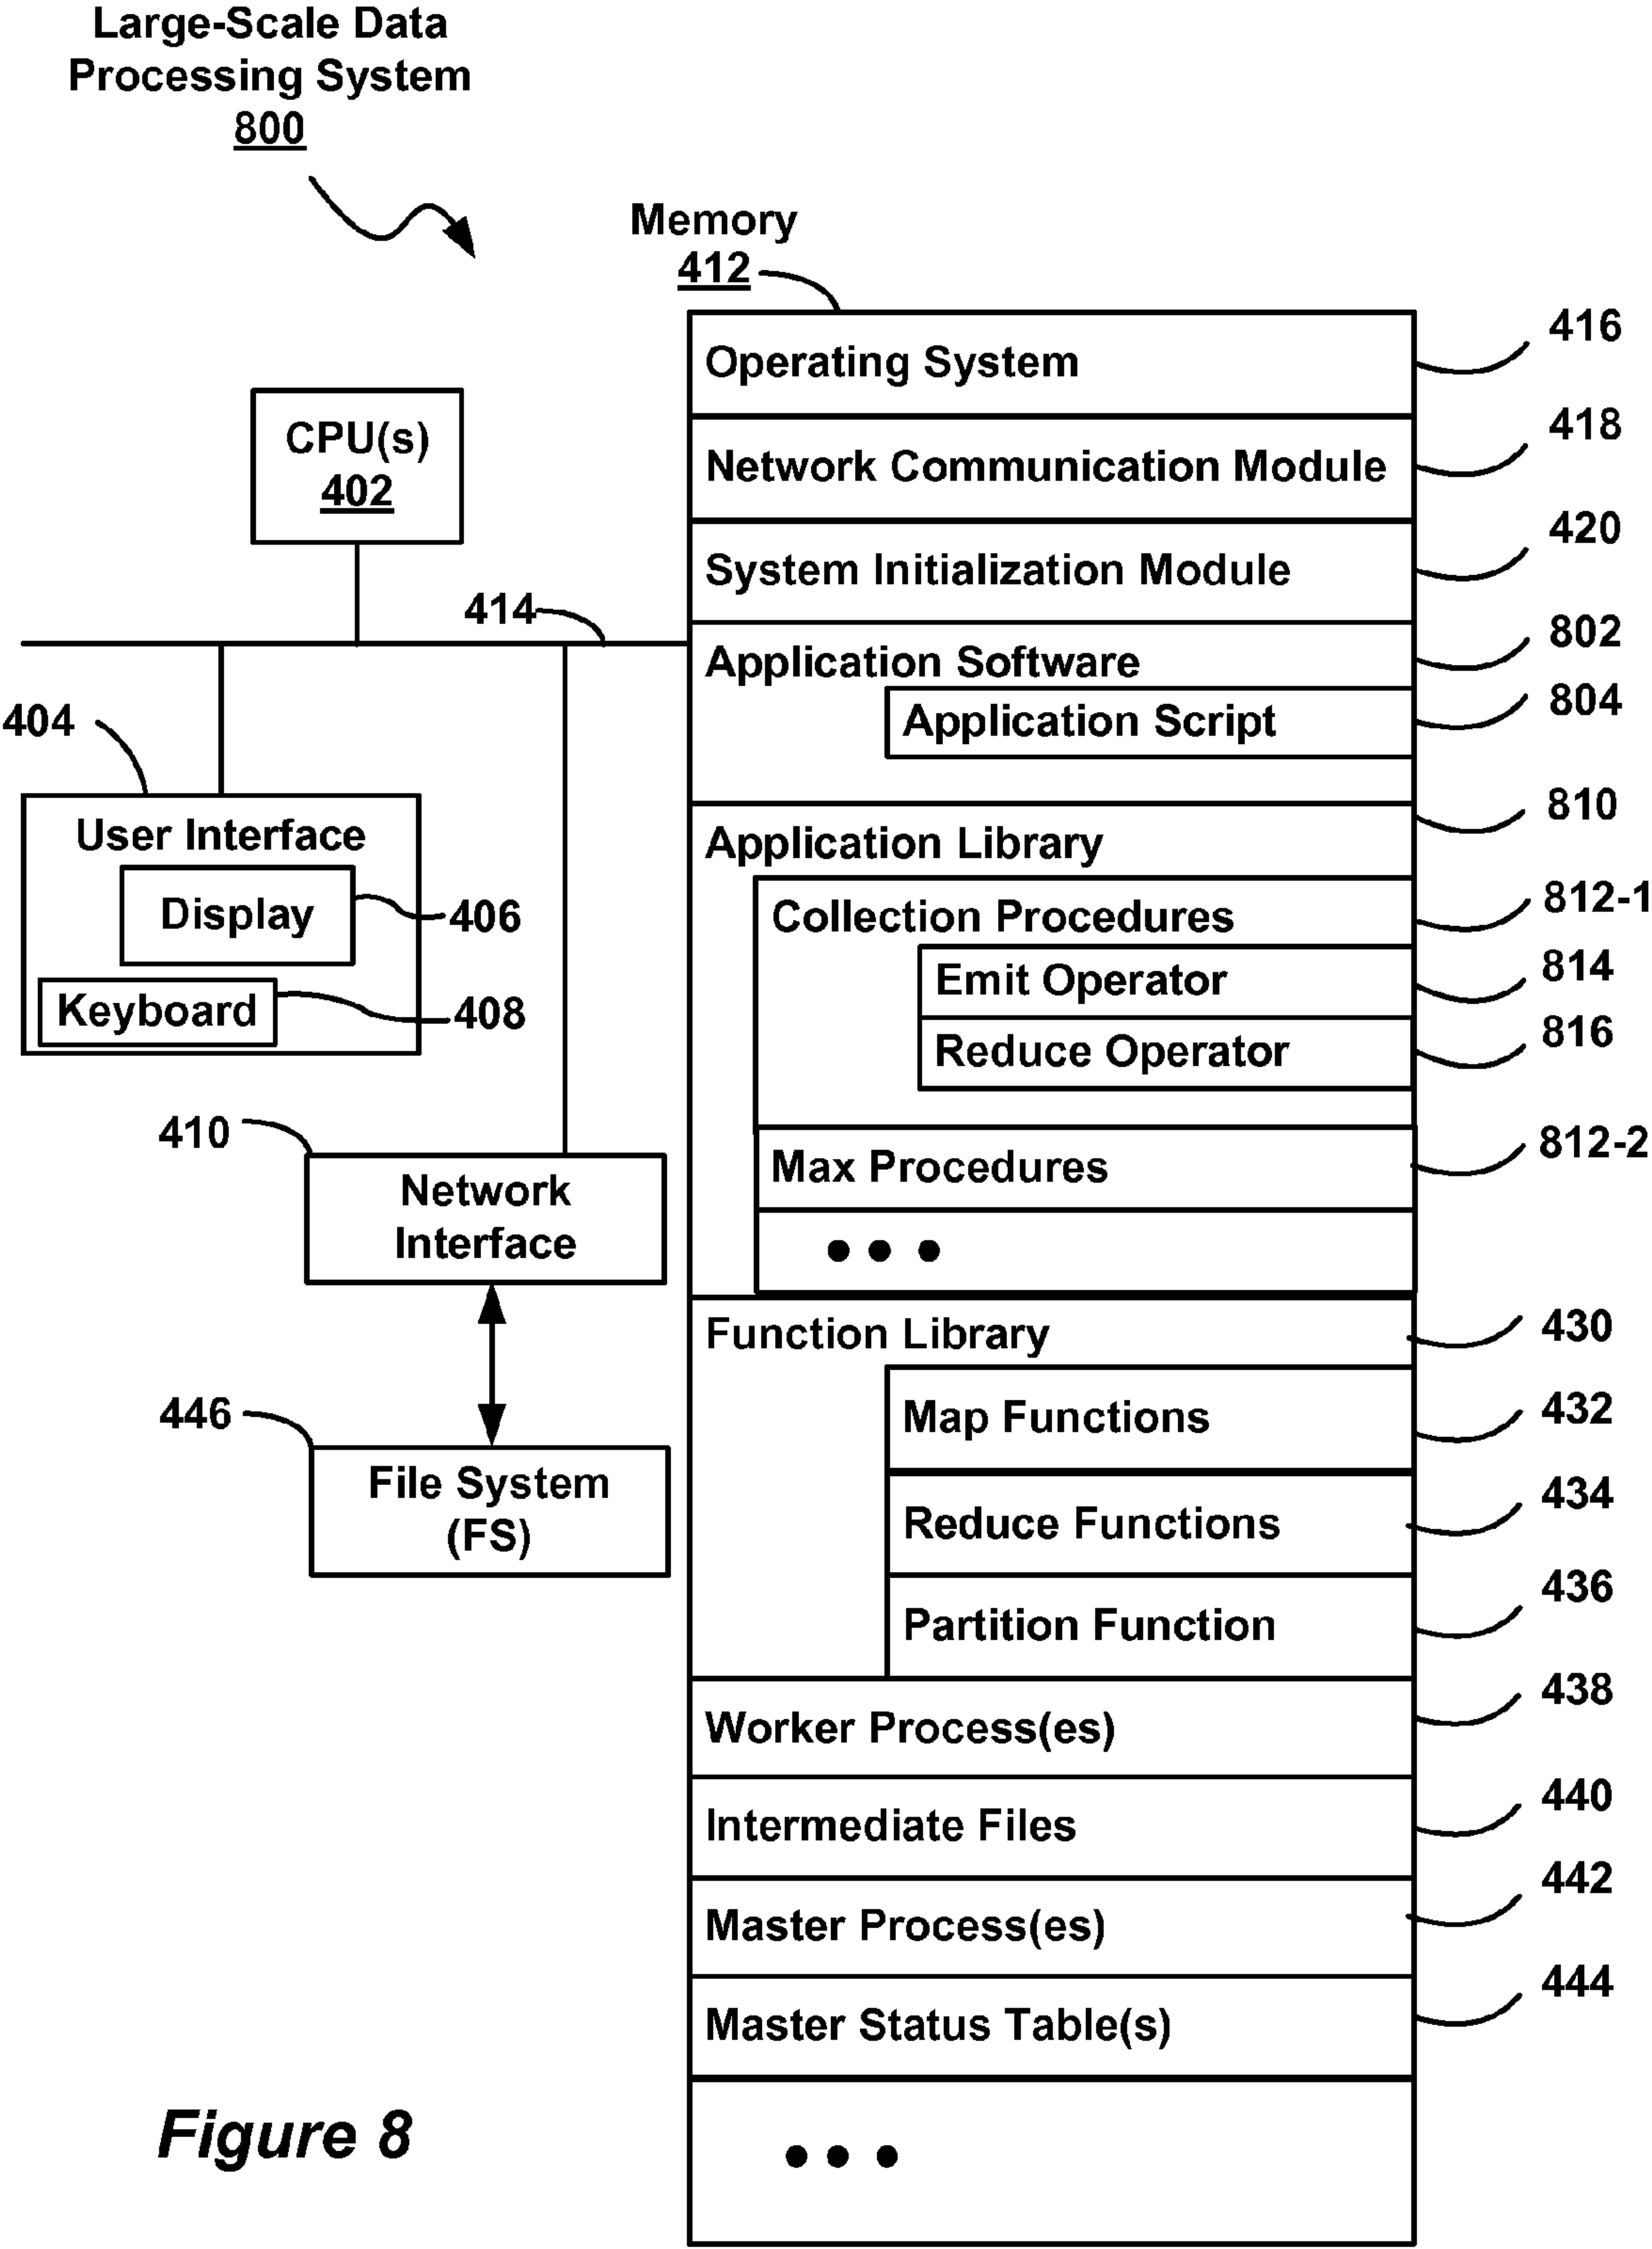 Large-Scale Data
Processing System
800
Memory
412
Operating System
416
Network Communication Module
418
System Initialization Module
420
Application Software
802
Application Script
804
Application Library
810
Collection Procedures
812-1
Emit Operator
814
Reduce Operator
816
Max Procedures
812-2
• • •
Function Library
430
Map Functions
432
Reduce Functions
434
Partition Function
436
Worker Process(es)
438
Intermediate Files
440
Master Process(es)
442
Master Status Table(s)
444
• • •
CPU(s)
402
414
404
User Interface
Display
406
Keyboard
408
410
Network
Interface
446
File System
(FS)
Figure 8